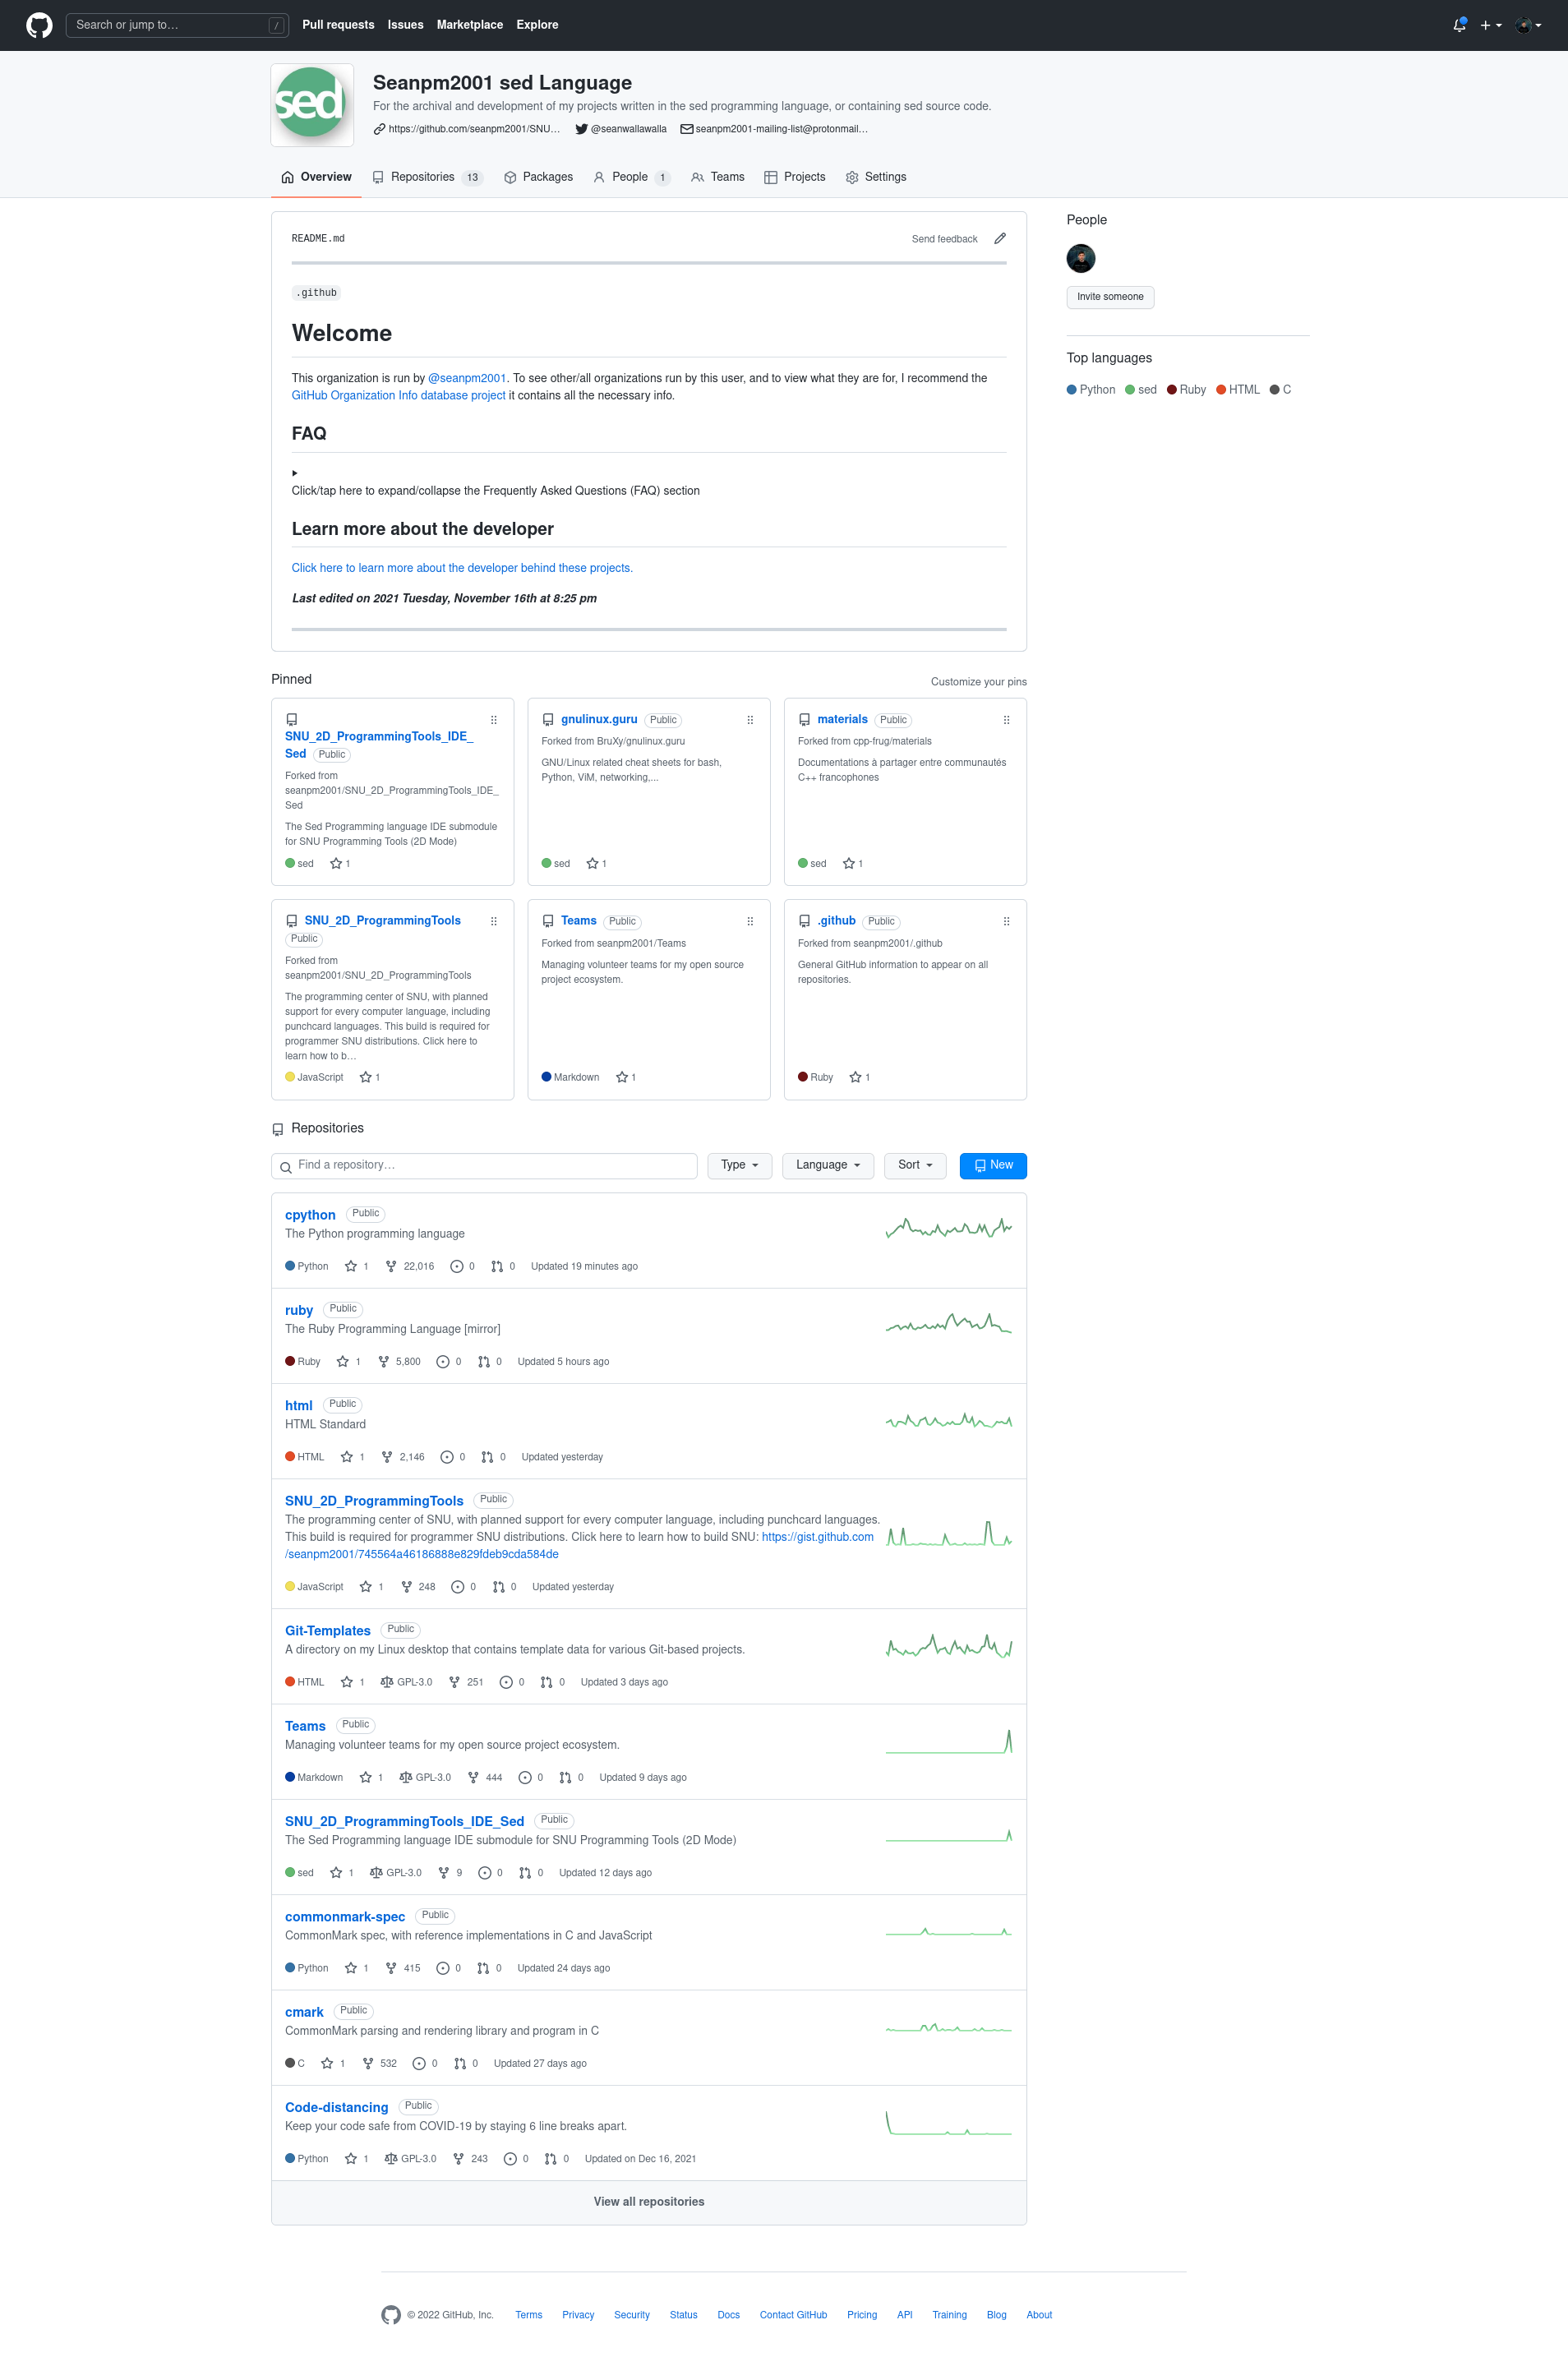 Search or jump to…
/
Pull requests Issues Marketplace Explore
sed
Seanpm2001 sed Language
For the archival and development of my projects written in the sed programming language, or containing sed source code.
https://github.com/seanpm2001/SNU… @seanwallawalla seanpm2001-mailing-list@protonmail…
Overview Repositories 13 Packages People 1 Teams Projects Settings
README.md
Send feedback
.github
Welcome
This organization is run by @seanpm2001. To see other/all organizations run by this user, and to view what they are for, I recommend the
GitHub Organization Info database project it contains all the necessary info.
FAQ
Click/tap here to expand/collapse the Frequently Asked Questions (FAQ) section
Learn more about the developer
Click here to learn more about the developer behind these projects.
Last edited on 2021 Tuesday, November 16th at 8:25 pm
People
Invite someone
Top languages
Python sed Ruby HTML C
Pinned
Customize your pins
SNU_2D_ProgrammingTools_IDE_
Sed Public
Forked from
seanpm2001/SNU_2D_ProgrammingTools_IDE_
Sed
The Sed Programming language IDE submodule
for SNU Programming Tools (2D Mode)
sed 1
gnulinux.guru Public
Forked from BruXy/gnulinux.guru
GNU/Linux related cheat sheets for bash,
Python, ViM, networking,...
sed 1
materials Public
Forked from cpp-frug/materials
Documentations à partager entre communautés
C++ francophones
sed 1
SNU_2D_ProgrammingTools
Public
Forked from
seanpm2001/SNU_2D_ProgrammingTools
The programming center of SNU, with planned
support for every computer language, including
punchcard languages. This build is required for
programmer SNU distributions. Click here to
learn how to b…
JavaScript 1
Teams Public
Forked from seanpm2001/Teams
Managing volunteer teams for my open source
project ecosystem.
Markdown 1
.github Public
Forked from seanpm2001/.github
General GitHub information to appear on all
repositories.
Ruby 1
Repositories
Find a repository…
Type Language Sort New
cpython Public
The Python programming language
Python 1 22,016 0 0 Updated 19 minutes ago
ruby Public
The Ruby Programming Language [mirror]
Ruby 1 5,800 0 0 Updated 5 hours ago
html Public
HTML Standard
HTML 1 2,146 0 0 Updated yesterday
SNU_2D_ProgrammingTools Public
The programming center of SNU, with planned support for every computer language, including punchcard languages.
This build is required for programmer SNU distributions. Click here to learn how to build SNU: https://gist.github.com
/seanpm2001/745564a46186888e829fdeb9cda584de
JavaScript 1 248 0 0 Updated yesterday
Git-Templates Public
A directory on my Linux desktop that contains template data for various Git-based projects.
HTML 1 GPL-3.0 251 0 0 Updated 3 days ago
Teams Public
Managing volunteer teams for my open source project ecosystem.
Markdown 1 GPL-3.0 444 0 0 Updated 9 days ago
SNU_2D_ProgrammingTools_IDE_Sed Public
The Sed Programming language IDE submodule for SNU Programming Tools (2D Mode)
sed 1 GPL-3.0 9 0 0 Updated 12 days ago
commonmark-spec Public
CommonMark spec, with reference implementations in C and JavaScript
Python 1 415 0 0 Updated 24 days ago
cmark Public
CommonMark parsing and rendering library and program in C
C 1 532 0 0 Updated 27 days ago
Code-distancing Public
Keep your code safe from COVID-19 by staying 6 line breaks apart.
Python 1 GPL-3.0 243 0 0 Updated on Dec 16, 2021
View all repositories
© 2022 GitHub, Inc. Terms Privacy Security Status Docs Contact GitHub Pricing API Training Blog About